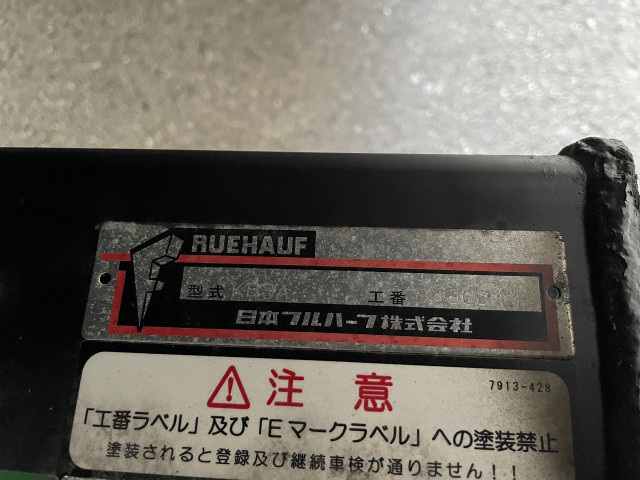 FRUEHAUF
型式 工番
日本フルハーフ株式会社
注意 7913-428
「工番ラベル」及び「Eマークラベル」への塗装禁止
塗装されると登録及び継続車検が通りません!!